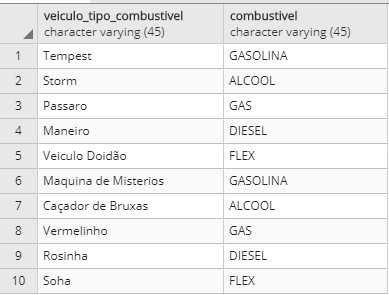 veiculo_tipo_combustivel combustivel
character varying (45) character varying (45)
1 Tempest GASOLINA
2 Storm ALCOOL
3 Passaro GAS
4 Maneiro DIESEL
5 Veiculo Doidão FLEX
6 Maquina de Misterios GASOLINA
7 Caçador de Bruxas ALCOOL
8 Vermelinho GAS
9 Rosinha DIESEL
10 Soha FLEX